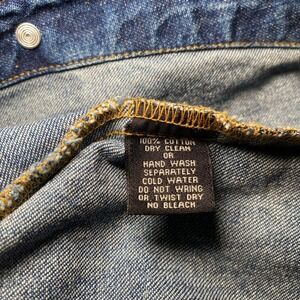 100% COTTON
DRY CLEAN
OR
HAND WASH
SEPARATELY
COLD WATER
DO NOT WRING
OR TWIST DRY
NO BLEACH